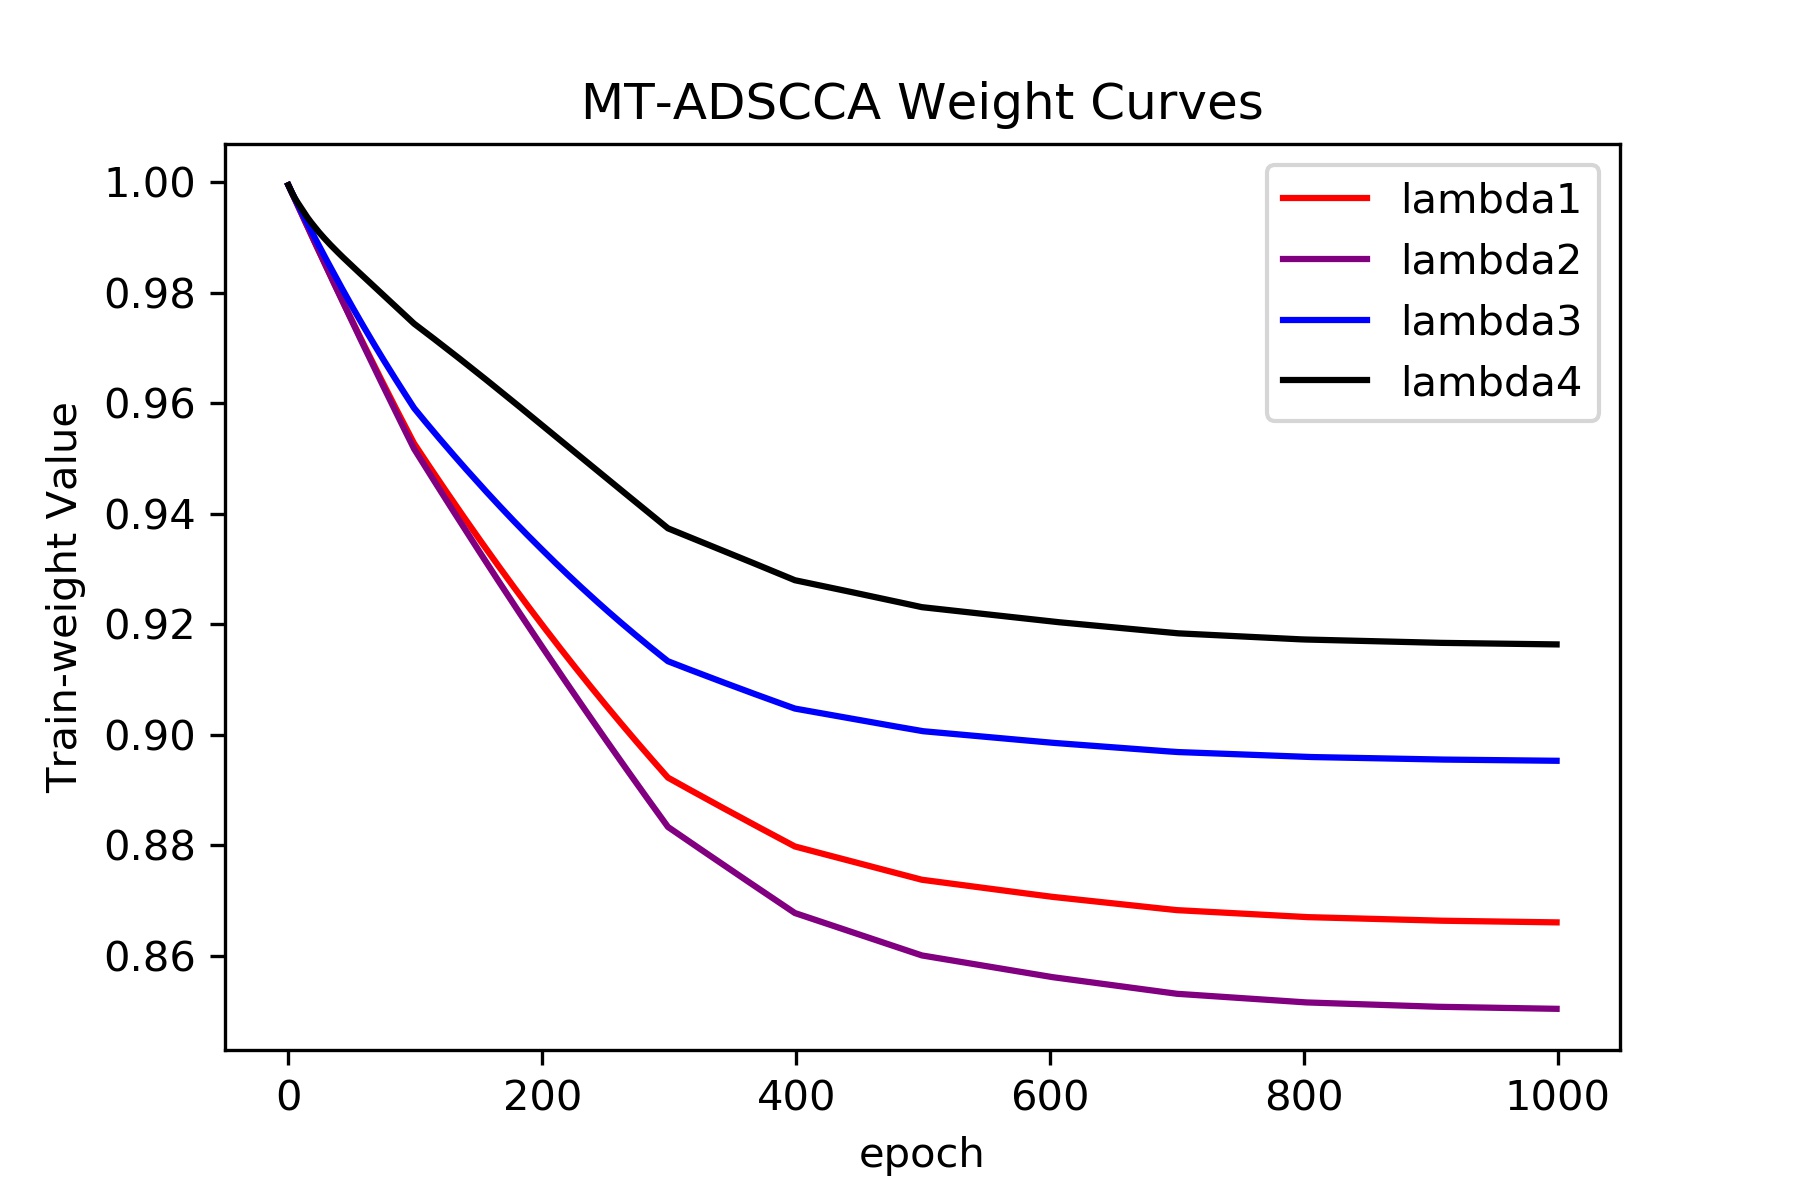 MT-ADSCCA Weight Curves
Train-weight Value
1.00
0.98
0.96
0.94
0.92
0.90
0.88
0.86
lambda1
lambda2
lambda3
lambda4
0 200 400 600 800 1000
epoch